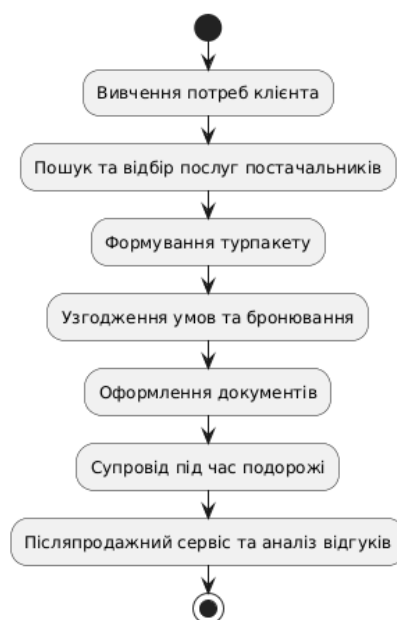 Вивчення потреб клієнта
Пошук та відбір послуг постачальників
Формування турпакету
Узгодження умов та бронювання
Оформлення документів
Супровід під час подорожі
Післяпродажний сервіс та аналіз відгуків